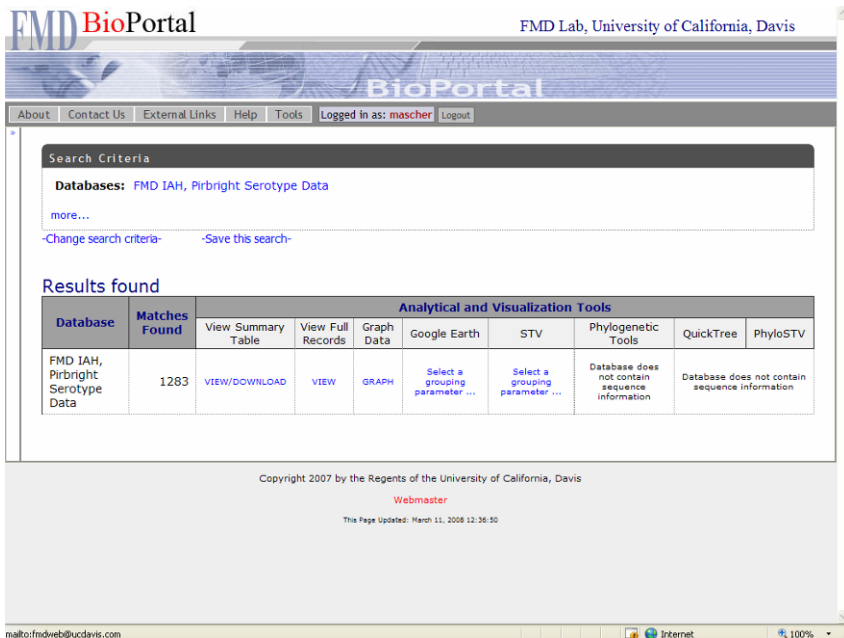 FMD BioPortal
FMD Lab, University of California, Davis
BioPortal
About Contact Us External Links Help Tools Logged in as: mascher Logout
»
Search Criteria
Databases: FMD IAH, Pirbright Serotype Data
more...
-Change search criteria- -Save this search-
Results found
Database
Matches Found
Analytical and Visualization Tools
View Summary Table
View Full Records
Graph Data
Google Earth
STV
Phylogenetic Tools
QuickTree
PhyloSTV
FMD IAH,
Pirbright
Serotype
Data
1283
VIEW/DOWNLOAD
VIEW
GRAPH
Select a
grouping
parameter ...
Select a
grouping
parameter ...
Database does
not contain
sequence
information
Database does not contain
sequence information
Copyright 2007 by the Regents of the University of California, Davis
Webmaster
This Page Updated: March 11, 2008 12:36:50
mailto:fmdweb@ucdavis.com Internet 100%